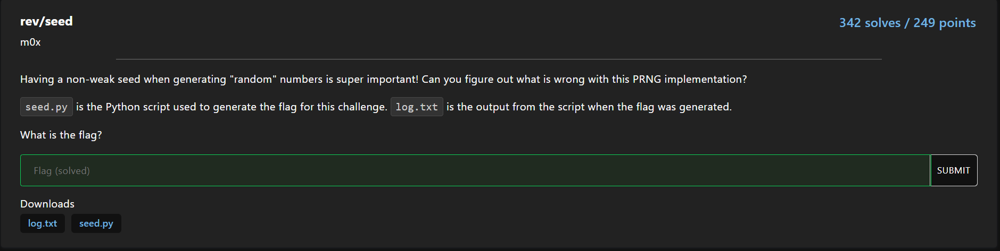 rev/seed
342 solves / 249 points
m0x
Having a non-weak seed when generating "random" numbers is super important! Can you figure out what is wrong with this PRNG implementation?
seed.py is the Python script used to generate the flag for this challenge. log.txt is the output from the script when the flag was generated.
What is the flag?
Flag (solved)
SUBMIT
Downloads
log.txt
seed.py